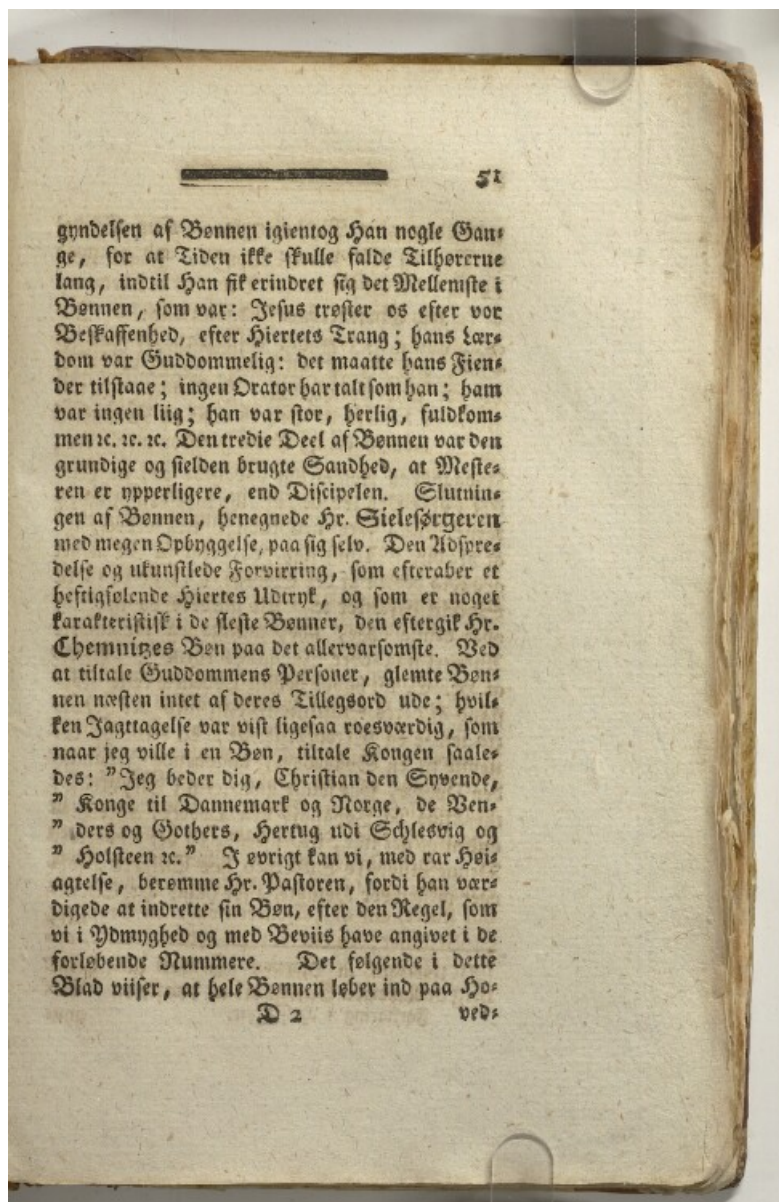 51
gyndelsen af Bønnen igientog Han nogle Gan-
ge, for at Tiden ikke skulle falde Tilhørerne
lang, indtil Han fik erindret sig det Mellemste i
Bønnen, som var: Jesus trøster os efter vor
Beskaffenhed, efter Hiertets Trang; hans Lær-
dom var Guddommelig: det maatte hans Fien-
der tilstaae; ingen Orator har talt som han; ham
var ingen liig; han var stor, herlig, fuldkom-
men ꝛc. ꝛc. ꝛc. Den tredie Deel af Bønnen var den
grundige og sielden brugte Sandhed, at Meste-
ren er ypperligere, end Discipelen. Slutnin-
gen af Bønnen, henegnede Hr. Sielesørgeren
med megen Opbyggelse, paa sig selv. Den Adspre-
delse og ukunstlede Forvirring, som efteraber et
heftigfølende Hiertes Udtryk, og som er noget
karakteristisk i de fleste Bønner, den eftergik Hr.
Chemnitzes Bøn paa det allervarsomste. Ved
at tiltale Guddommens Personer, glemte Bøn-
nen næsten intet af deres Tillegsord ude; hvil-
ken Jagttagelse var vist ligesaa roesværdig, som
naar jeg ville i en Bøn, tiltale Kongen saale-
des: ”Jeg beder dig, Christian den Syvende,
” Konge til Dannemark og Norge, de Ven-
” ders og Gothers, Hertug udi Schlesvig og
” Holsteen ꝛc.” I øvrigt kan vi, med rar Høi-
agtelse, berømme Hr. Pastoren, fordi han vær-
digede at indrette sin Bøn, efter den Regel, som
vi i Ydmyghed og med Beviis have angivet i de
forløbende Nummere. Det følgende i dette
Blad viiser, at hele Bønnen løber ind paa Ho-
D 2 ved-